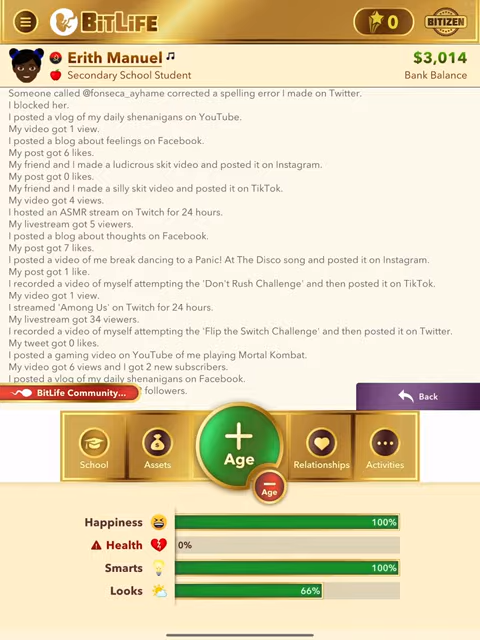 BITLIFE
0
BITIZEN
Erith Manuel
$3,014
Secondary School Student
Bank Balance
Someone called @fonseca_ayhame corrected a spelling error I made on Twitter.
I blocked her.
I posted a vlog of my daily shenanigans on YouTube.
My video got 1 view.
I posted a blog about feelings on Facebook.
My post got 6 likes.
My friend and I made a ludicrous skit video and posted it on Instagram.
My post got 0 likes.
My friend and I made a silly skit video and posted it on TikTok.
My video got 4 views.
I hosted an ASMR stream on Twitch for 24 hours.
My livestream got 5 viewers.
I posted a blog about thoughts on Facebook.
My post got 7 likes.
I posted a video of me break dancing to a Panic! At The Disco song and posted it on Instagram.
My post got 1 like.
I recorded a video of myself attempting the 'Don't Rush Challenge' and then posted it on TikTok.
My video got 1 view.
I streamed 'Among Us' on Twitch for 24 hours.
My livestream got 34 viewers.
I recorded a video of myself attempting the 'Flip the Switch Challenge' and then posted it on Twitter.
My tweet got 0 likes.
I posted a gaming video on YouTube of me playing Mortal Kombat.
My video got 6 views and I got 2 new subscribers.
I posted a vlog of my daily shenanigans on Facebook.
followers.
BitLife Community...
Back
Age
School
Assets
Relationships
Activities
Age
Happiness
100%
Health
0%
Smarts
100%
Looks
66%